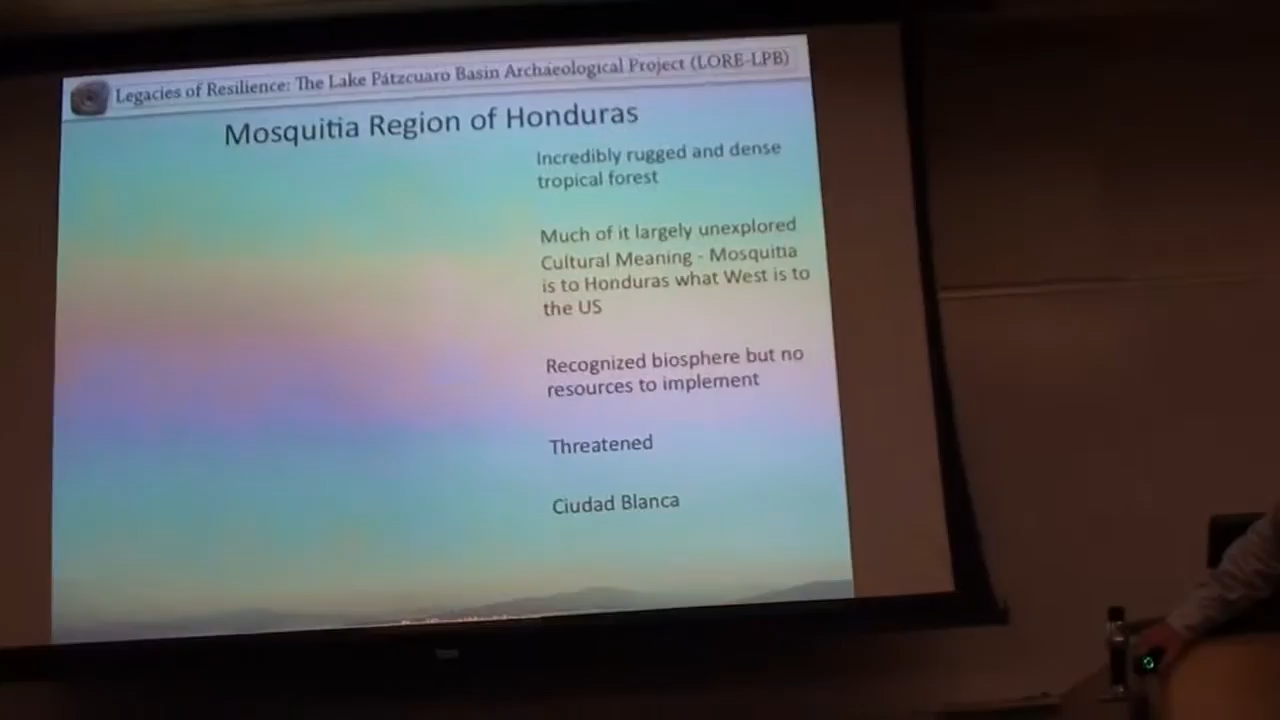 Legacies of Resilience: The Lake Pátzcuaro Basin Archaeological Project (LORE-LPB)
Mosquitia Region of Honduras
Incredibly rugged and dense
tropical forest
Much of it largely unexplored
Cultural Meaning - Mosquitia
is to Honduras what West is to
the US
Recognized biosphere but no
resources to implement
Threatened
Ciudad Blanca